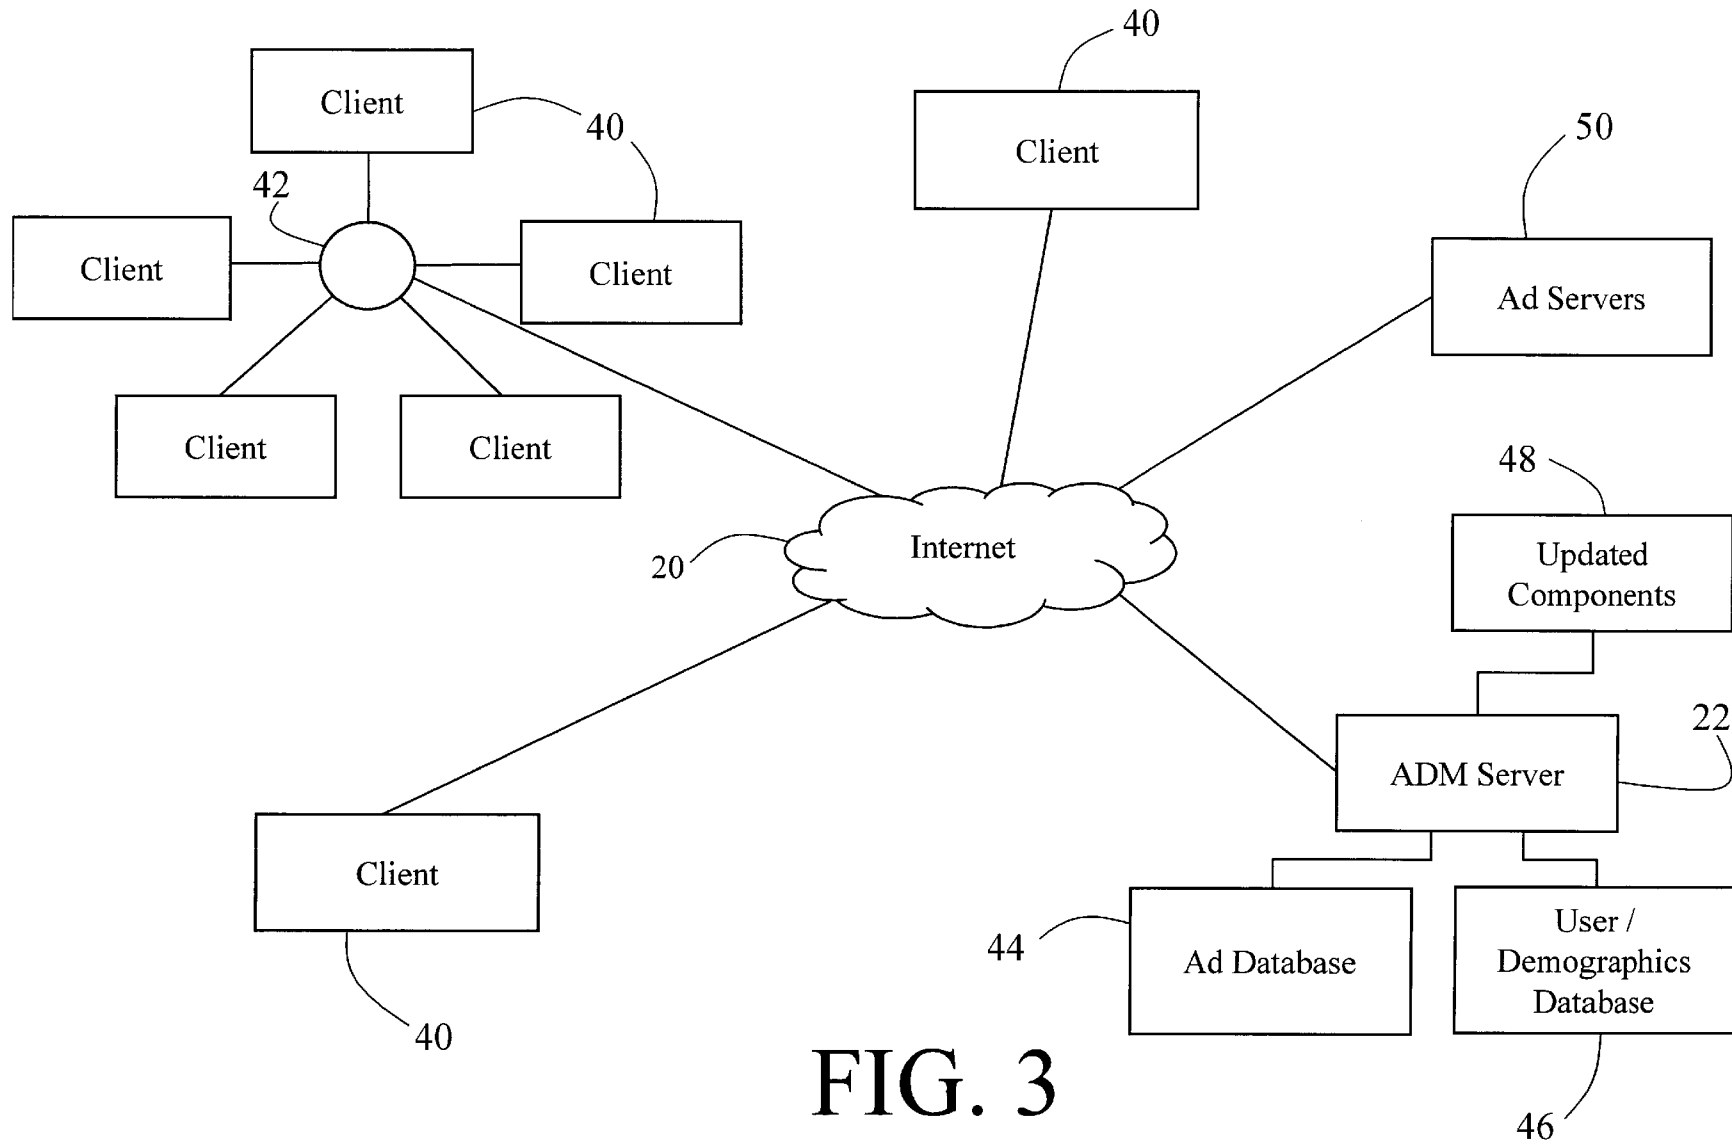 40
Client
40
50
42
Client
Client
Client
Ad Servers
Client
Client
48
Internet
20
Updated
Components
22
ADM Server
Client
44
Ad Database
User /
Demographics
Database
40
FIG. 3
46